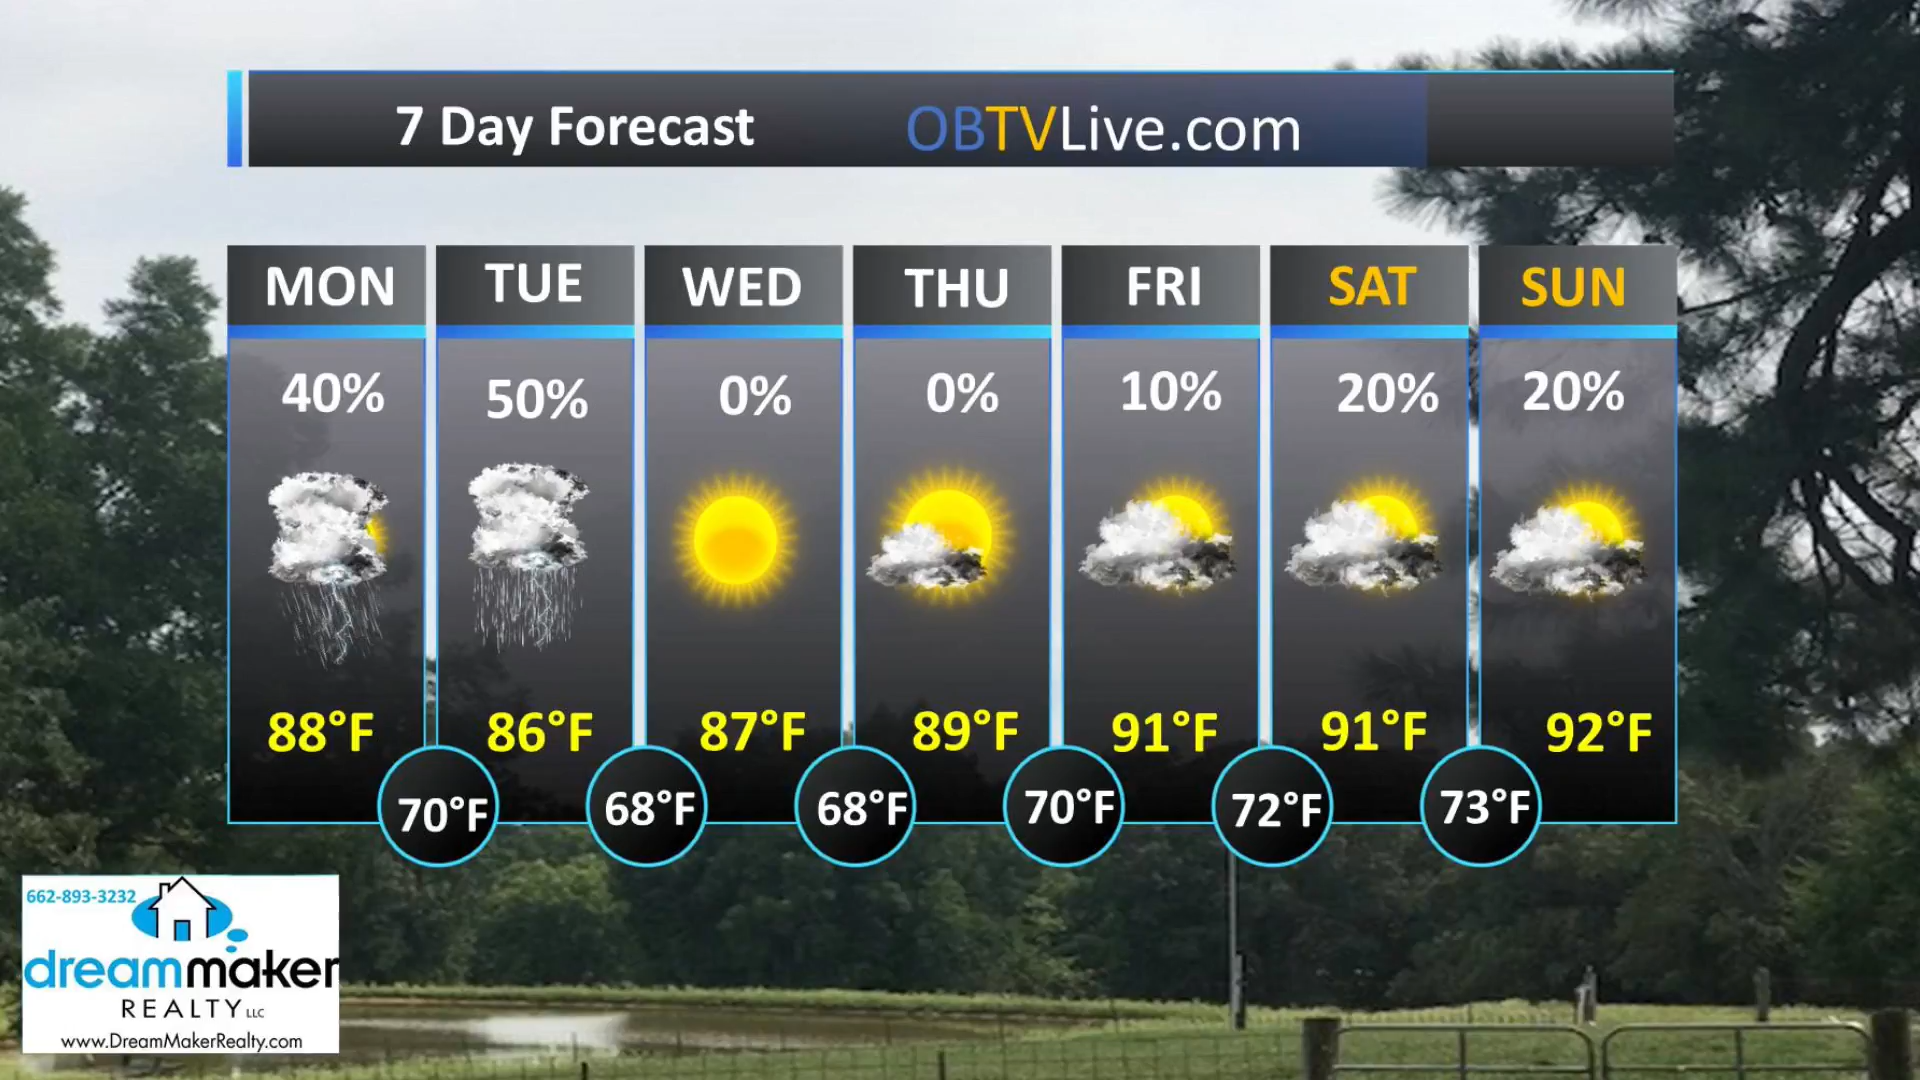 7 Day Forecast OBTVLive.com
MON TUE WED THU FRI SAT SUN
40% 50% 0% 0% 10% 20% 20%
88°F 86°F 87°F 89°F 91°F 91°F 92°F
70°F 68°F 68°F 70°F 72°F 73°F
662-893-3232
dreammaker
REALTY LLC
www.DreamMakerRealty.com